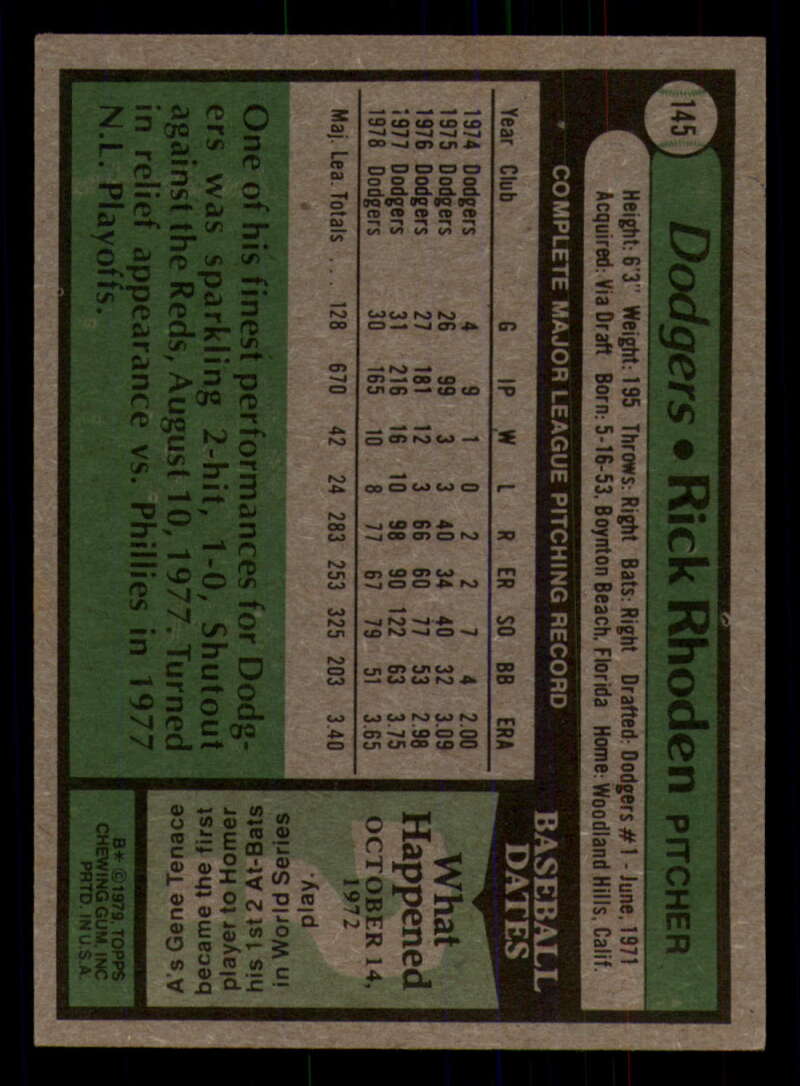 145
Dodgers • Rick Rhoden PITCHER
Height: 6'3" Weight: 195 Throws: Right Bats: Right Drafted: Dodgers #1 - June, 1971
Acquired: Via Draft Born: 5-16-53, Boynton Beach, Florida Home: Woodland Hills, Calif.
COMPLETE MAJOR LEAGUE PITCHING RECORD
Year Club G IP W L R ER SO BB ERA
1974 Dodgers 4 9 1 0 2 2 7 4 2.00
1975 Dodgers 26 99 3 3 40 34 40 32 3.09
1976 Dodgers 27 181 12 3 66 60 77 53 2.98
1977 Dodgers 31 216 16 10 98 90 122 63 3.75
1978 Dodgers 30 165 10 8 77 67 79 51 3.65
Maj. Lea. Totals . . . 128 670 42 24 283 253 325 203 3.40
One of his finest performances for Dodg-
ers was sparkling 2-hit, 1-0, Shutout
against the Reds, August 10, 1977. Turned
in relief appearance vs. Phillies in 1977
N.L. Playoffs.
BASEBALL
DATES
What
Happened
OCTOBER 14,
1972
A's Gene Tenace
became the first
player to Homer
his 1st 2 At-Bats
in World Series
play.
B* ©1979, TOPPS
CHEWING GUM, INC
PRTD. IN U.S.A.